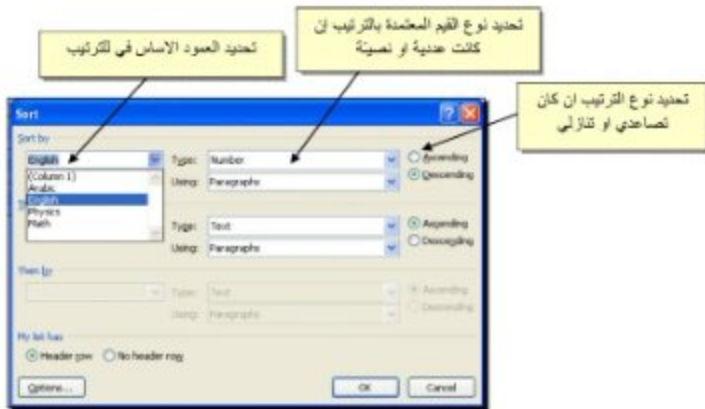 تحديد نوع القيم المعتمدة بالترتيب ان
كانت عددية او نصية
تحديد العمود الاساس في للترتيب
تحديد نوع الترتيب ان كان
تصاعدي او تنازلي
Sort
Sort by
English Type: Number Ascending
Using: Paragraphs Descending
(Column 1)
Arabic
English
Physics
Math
Type: Text Ascending
Using: Paragraphs Descending
Then by
Type: Text Ascending
Using: Paragraphs Descending
My list has
Header row No header row
Options... OK Cancel